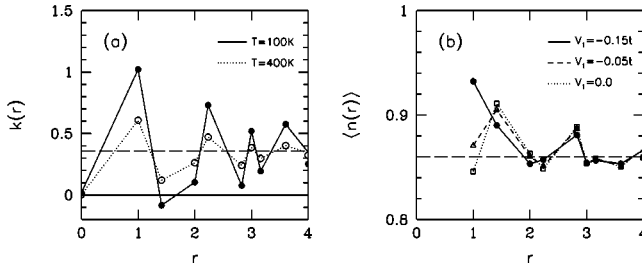 1.5
1
0.5
0
k(r)
(a)
T=100K
T=400K
0 1 2 3 4
r
1
0.9
0.8
⟨n(r)⟩
(b)
V₁=−0.15t
V₁=−0.05t
V₁=0.0
0 1 2 3 4
r